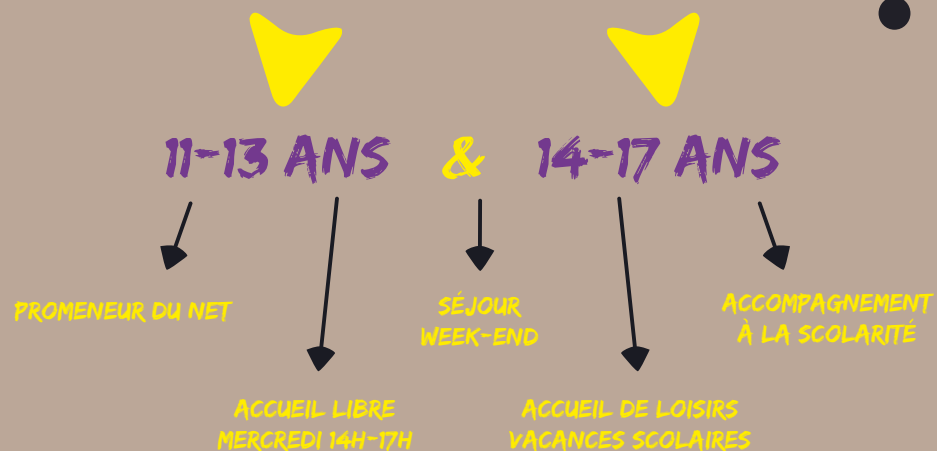 11-13 ANS & 14-17 ANS
PROMENEUR DU NET
SÉJOUR
WEEK-END
ACCOMPAGNEMENT
À LA SCOLARITÉ
ACCUEIL LIBRE
MERCREDI 14H-17H
ACCUEIL DE LOISIRS
VACANCES SCOLAIRES